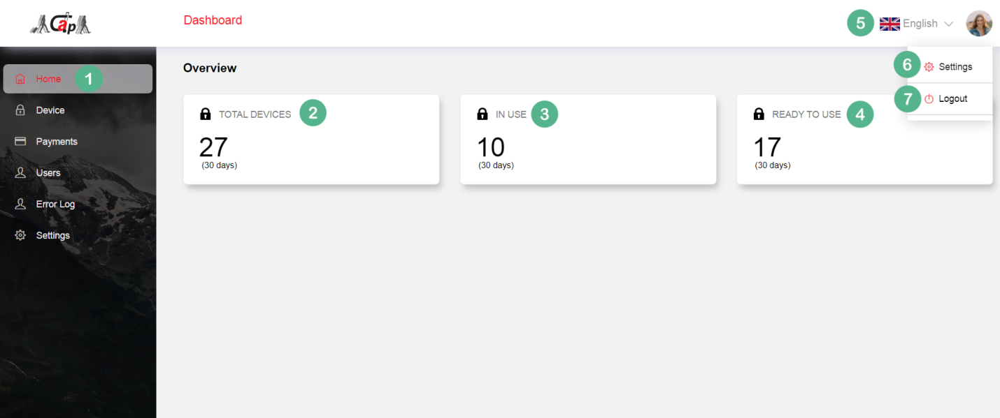 Cap
Dashboard
5
English
1
Home
Device
Payments
Users
Error Log
Settings
Overview
6
Settings
7
Logout
TOTAL DEVICES
2
27
(30 days)
IN USE
3
10
(30 days)
READY TO USE
4
17
(30 days)